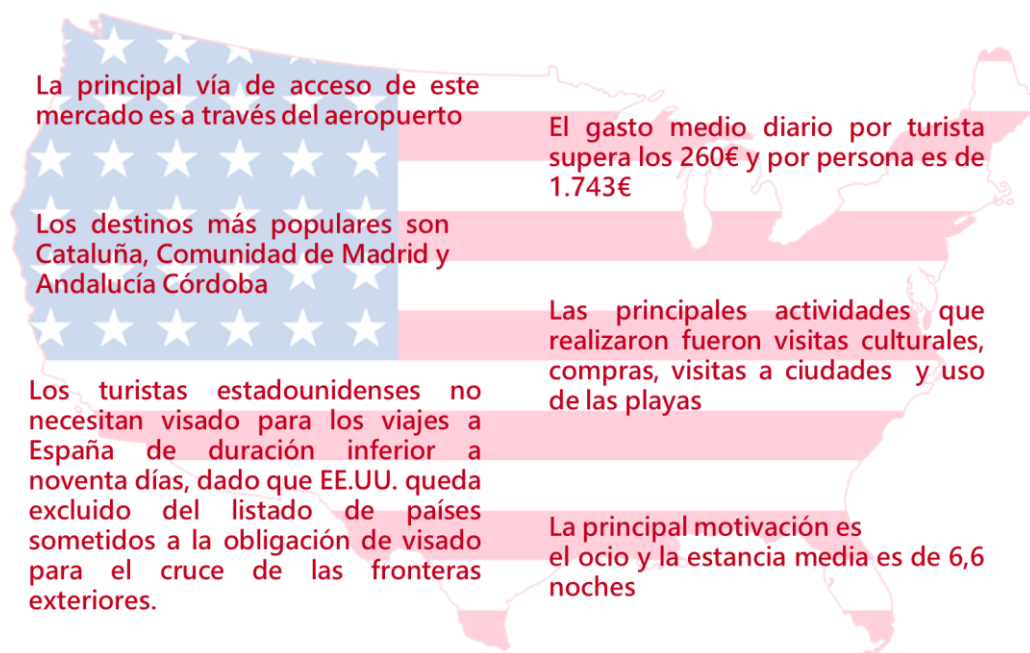 La principal vía de acceso de este
mercado es a través del aeropuerto
Los destinos más populares son
Cataluña, Comunidad de Madrid y
Andalucía Córdoba
Los turistas estadounidenses no
necesitan visado para los viajes a
España de duración inferior a
noventa días, dado que EE.UU. queda
excluido del listado de países
sometidos a la obligación de visado
para el cruce de las fronteras
exteriores.
El gasto medio diario por turista
supera los 260€ y por persona es de
1.743€
Las principales actividades que
realizaron fueron visitas culturales,
compras, visitas a ciudades y uso
de las playas
La principal motivación es
el ocio y la estancia media es de 6,6
noches